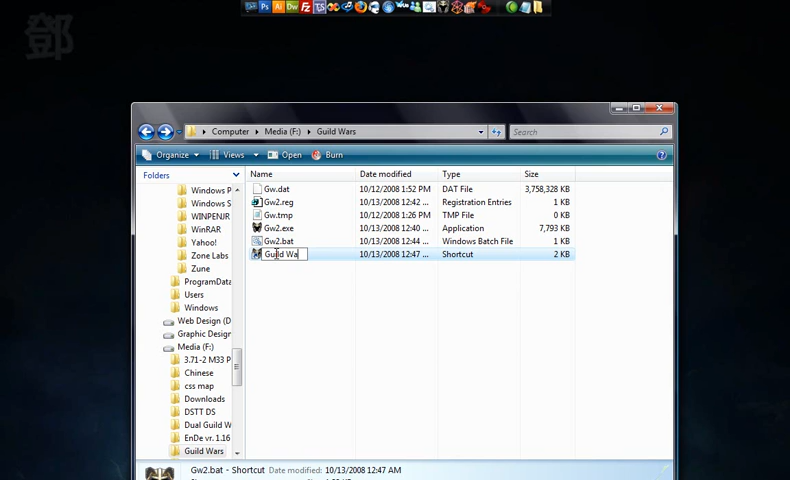 鄧
Computer Media (F:) Guild Wars Search
Organize Views Open Burn
Folders
Name Date modified Type Size
Gw.dat 10/12/2008 1:52 PM DAT File 3,758,328 KB
Gw2.reg 10/13/2008 12:42 ... Registration Entries 1 KB
Gw.tmp 10/12/2008 1:26 PM TMP File 0 KB
Gw2.exe 10/13/2008 12:40 ... Application 7,793 KB
Gw2.bat 10/13/2008 12:44 ... Windows Batch File 1 KB
Guild Wa 10/13/2008 12:47 ... Shortcut 2 KB
Windows P
Windows S
WINPENJR
WinRAR
Yahoo!
Zone Labs
Zune
ProgramData
Users
Windows
Web Design (D
Graphic Design
Media (F:)
3.71-2 M33 P
Chinese
css map
Downloads
DSTT DS
Dual Guild W
EnDe vr. 1.16
Guild Wars
Gw2.bat - Shortcut Date modified: 10/13/2008 12:47 AM